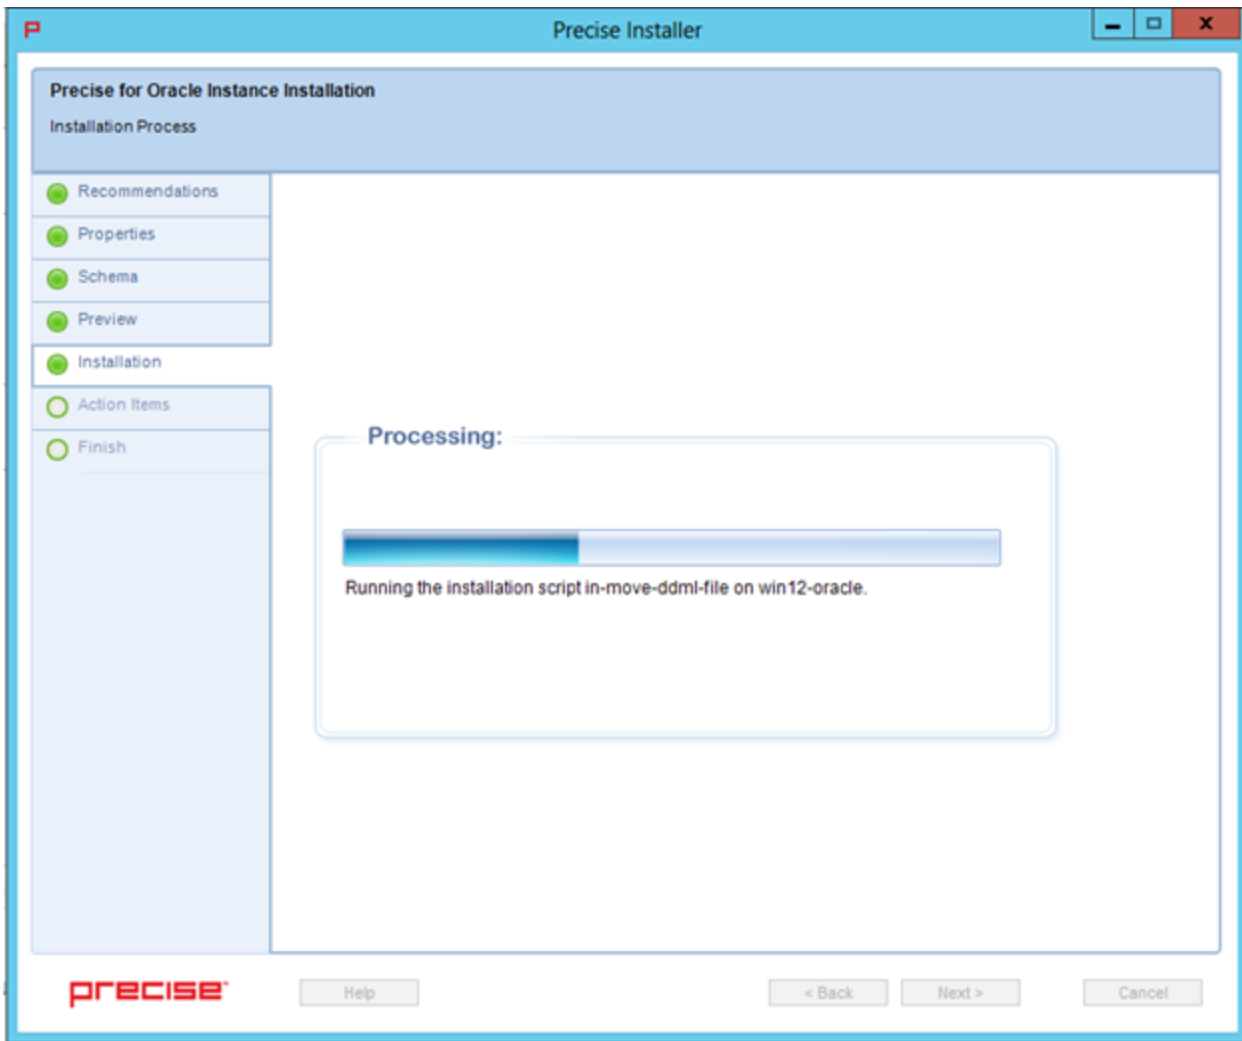 P
Precise Installer
x
Precise for Oracle Instance Installation
Installation Process
Recommendations
Properties
Schema
Preview
Installation
Action Items
Finish
Processing:
Running the installation script in-move-ddml-file on win12-oracle.
precise
Help
< Back
Next >
Cancel